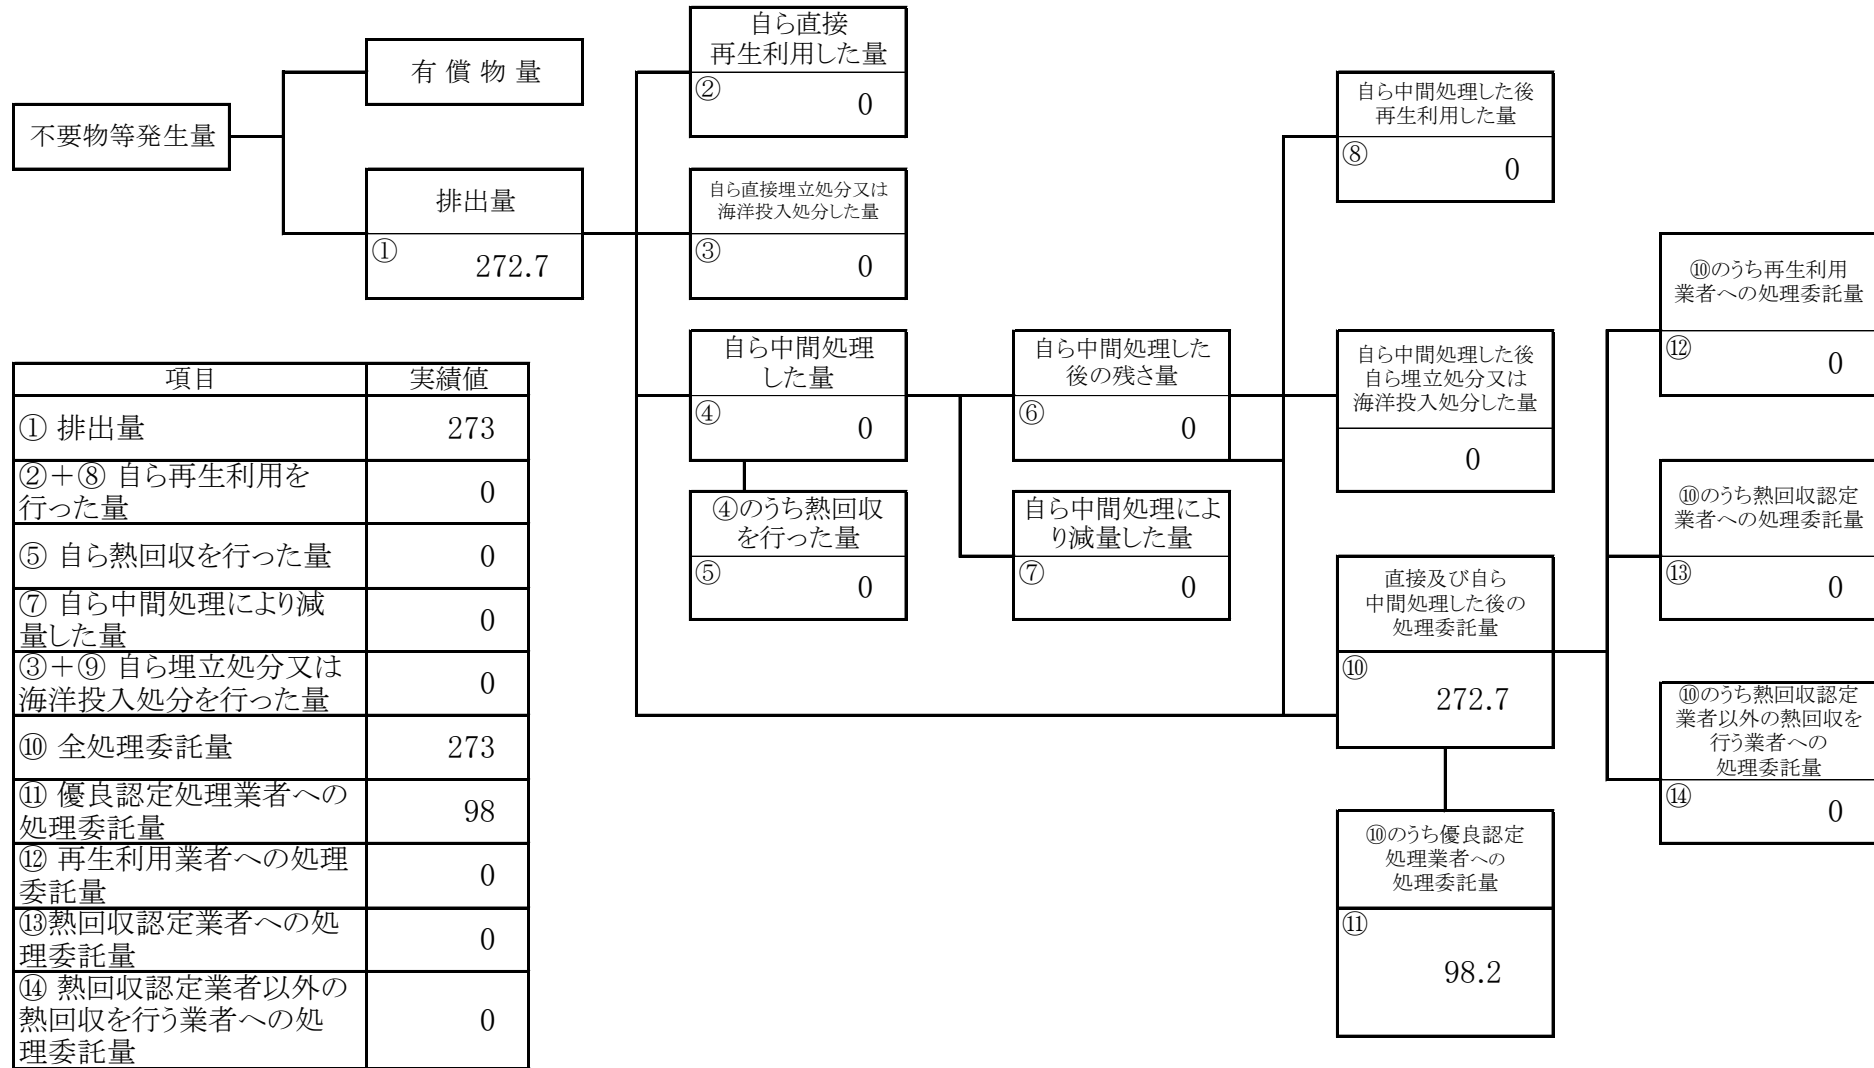 不要物等発生量
有 償 物 量
排出量
①
272.7
自ら直接
再生利用した量
②
0
自ら直接埋立処分又は
海洋投入処分した量
③
0
自ら中間処理
した量
④
0
④のうち熱回収
を行った量
⑤
0
自ら中間処理した
後の残さ量
⑥
0
自ら中間処理によ
り減量した量
⑦
0
自ら中間処理した後
再生利用した量
⑧
0
自ら中間処理した後
自ら埋立処分又は
海洋投入処分した量
0
直接及び自ら
中間処理した後の
処理委託量
⑩
272.7
⑩のうち優良認定
処理業者への
処理委託量
⑪
98.2
⑩のうち再生利用
業者への処理委託量
⑫
0
⑩のうち熱回収認定
業者への処理委託量
⑬
0
⑩のうち熱回収認定
業者以外の熱回収を
行う業者への
処理委託量
⑭
0
項目 実績値
① 排出量 273
②＋⑧ 自ら再生利用を
行った量 0
⑤ 自ら熱回収を行った量 0
⑦ 自ら中間処理により減
量した量 0
③＋⑨ 自ら埋立処分又は
海洋投入処分を行った量 0
⑩ 全処理委託量 273
⑪ 優良認定処理業者への
処理委託量 98
⑫ 再生利用業者への処理
委託量 0
⑬熱回収認定業者への処
理委託量 0
⑭ 熱回収認定業者以外の
熱回収を行う業者への処
理委託量 0